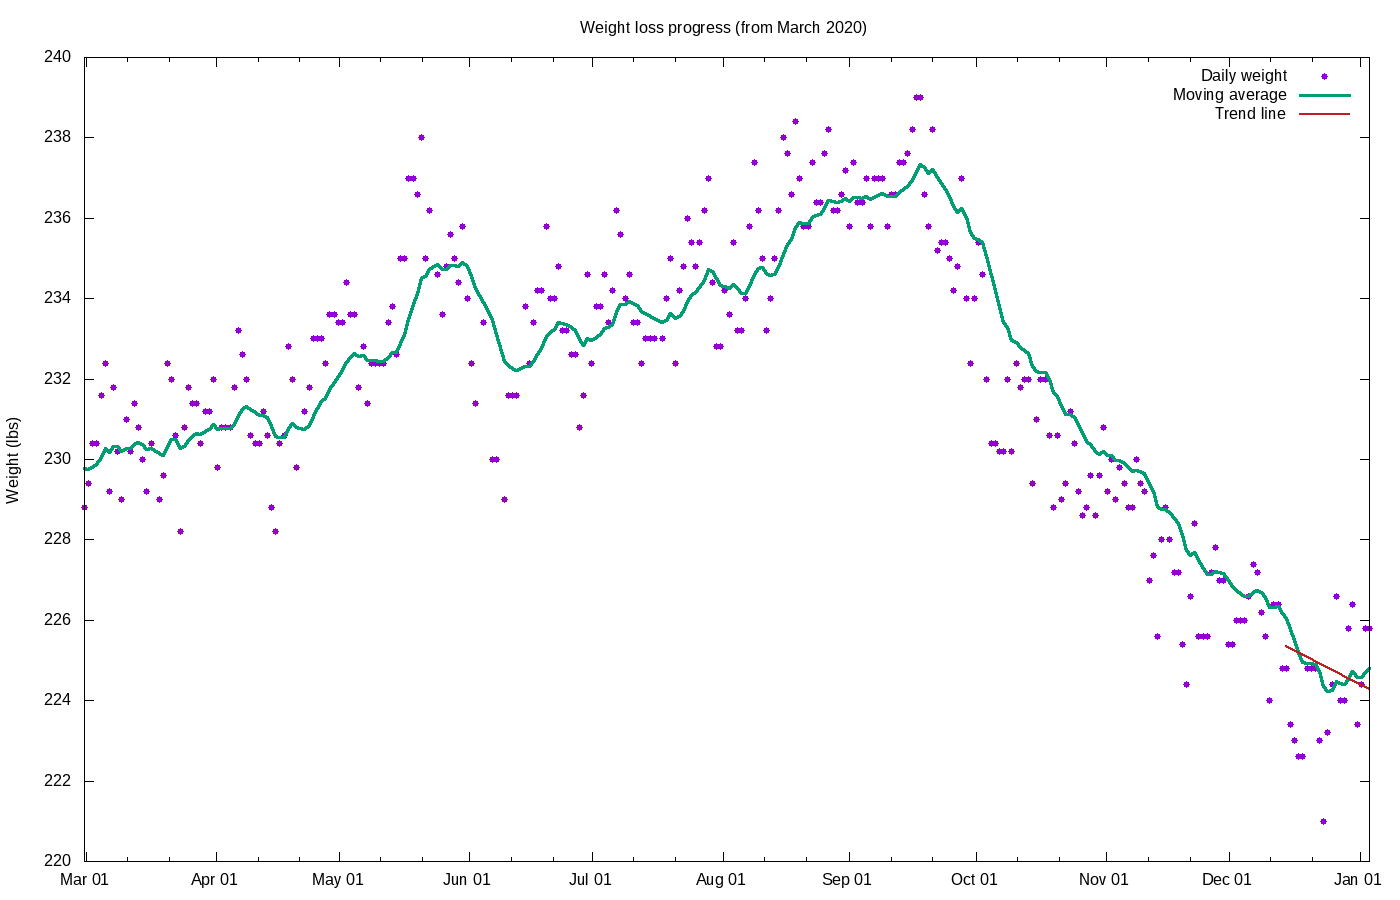 Weight loss progress (from March 2020)
240
238
236
234
232
230
228
226
224
222
220
Weight (lbs)
Daily weight
Moving average
Trend line
Mar 01 Apr 01 May 01 Jun 01 Jul 01 Aug 01 Sep 01 Oct 01 Nov 01 Dec 01 Jan 01